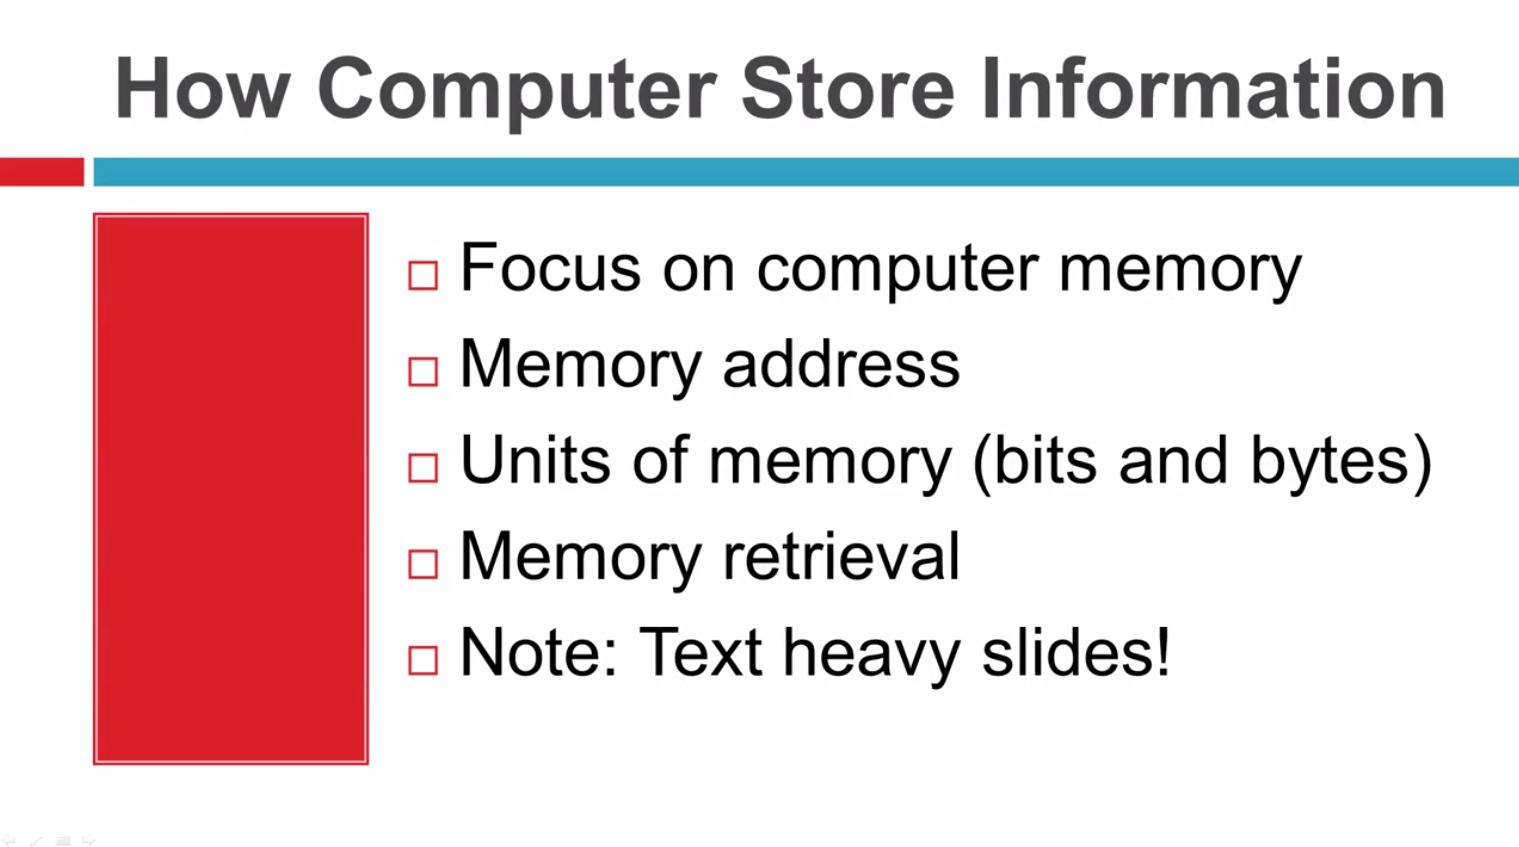 How Computer Store Information
Focus on computer memory
Memory address
Units of memory (bits and bytes)
Memory retrieval
Note: Text heavy slides!